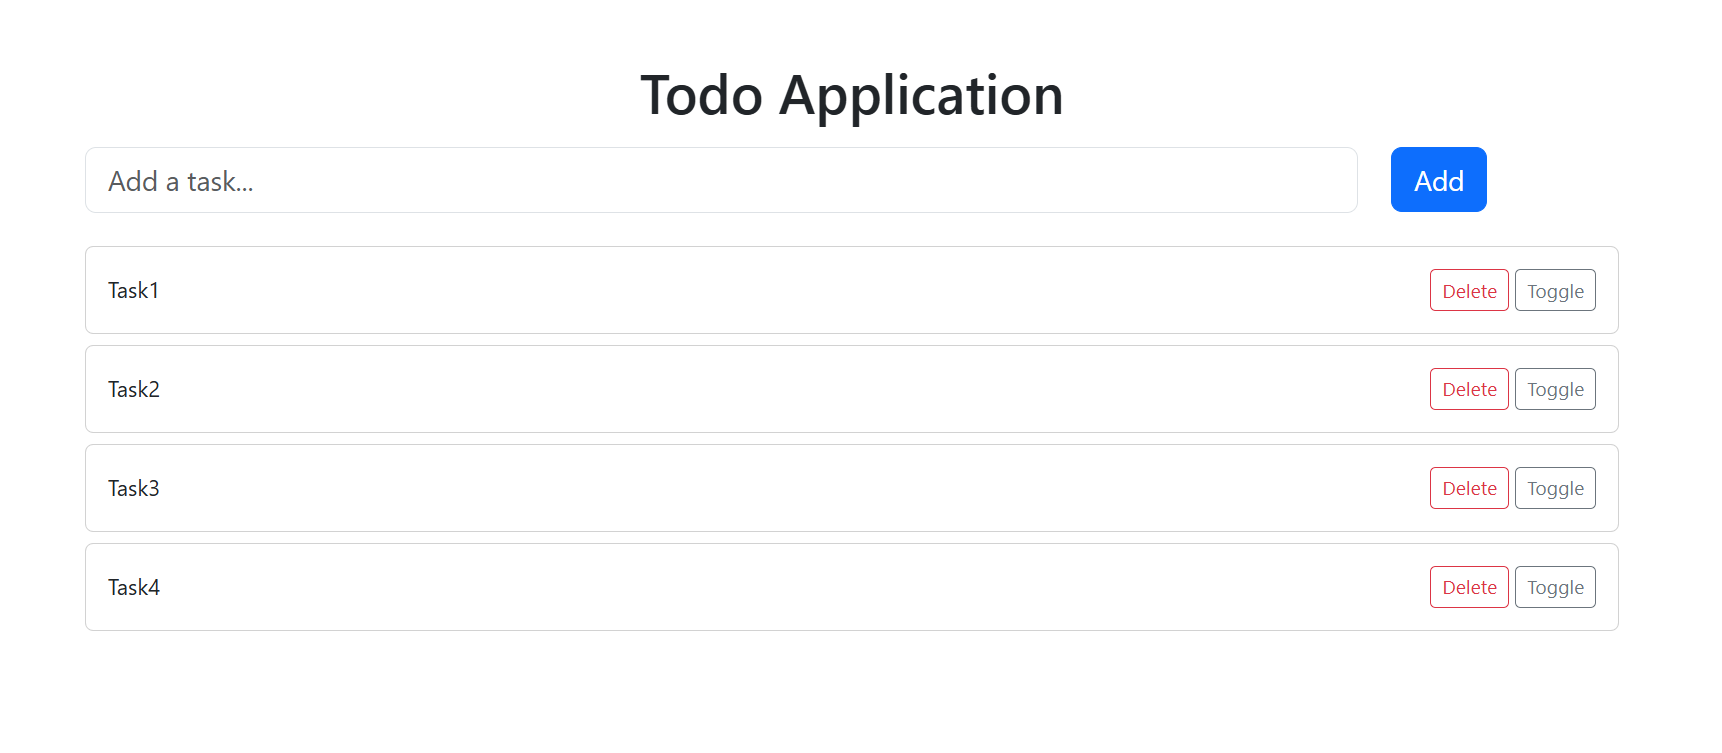 Todo Application
Add a task...
Add
Task1 Delete Toggle
Task2 Delete Toggle
Task3 Delete Toggle
Task4 Delete Toggle